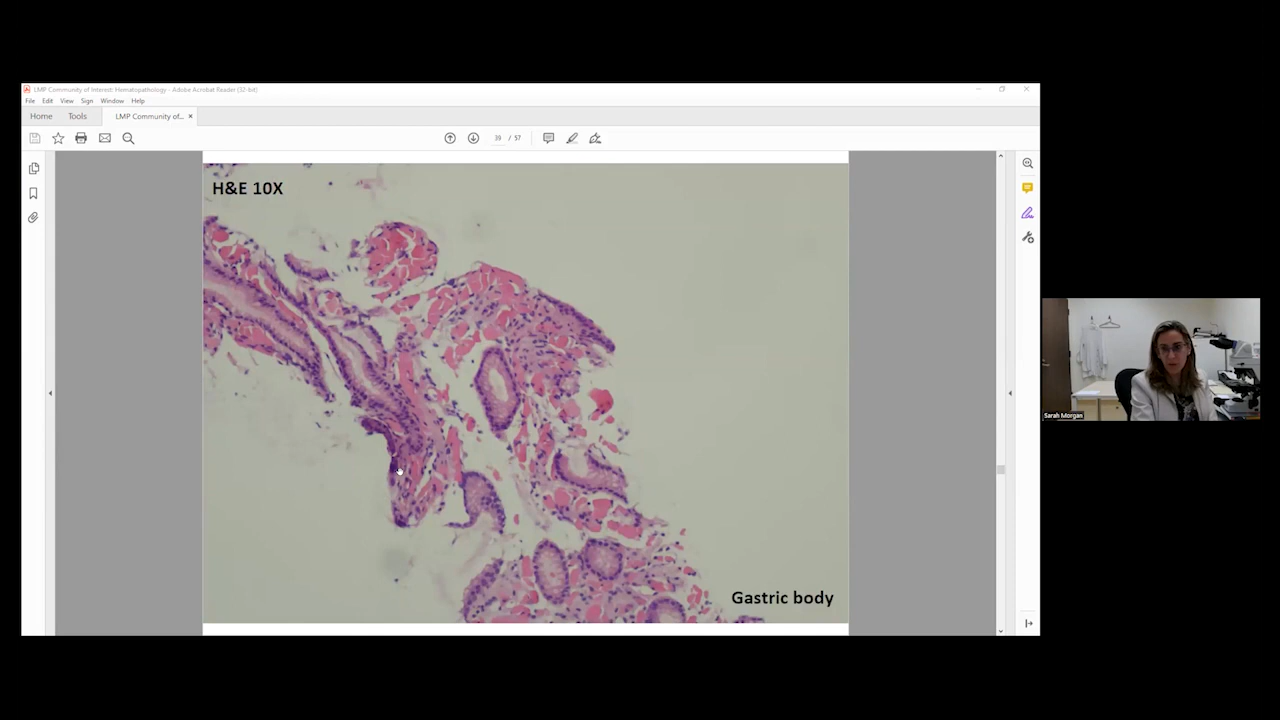 LMP Community of Interest: Hematopathology - Adobe Acrobat Reader (32-bit)
File Edit View Sign Window Help
Home Tools LMP Community of... ×
39 / 57
H&E 10X
Gastric body
Sarah Morgan